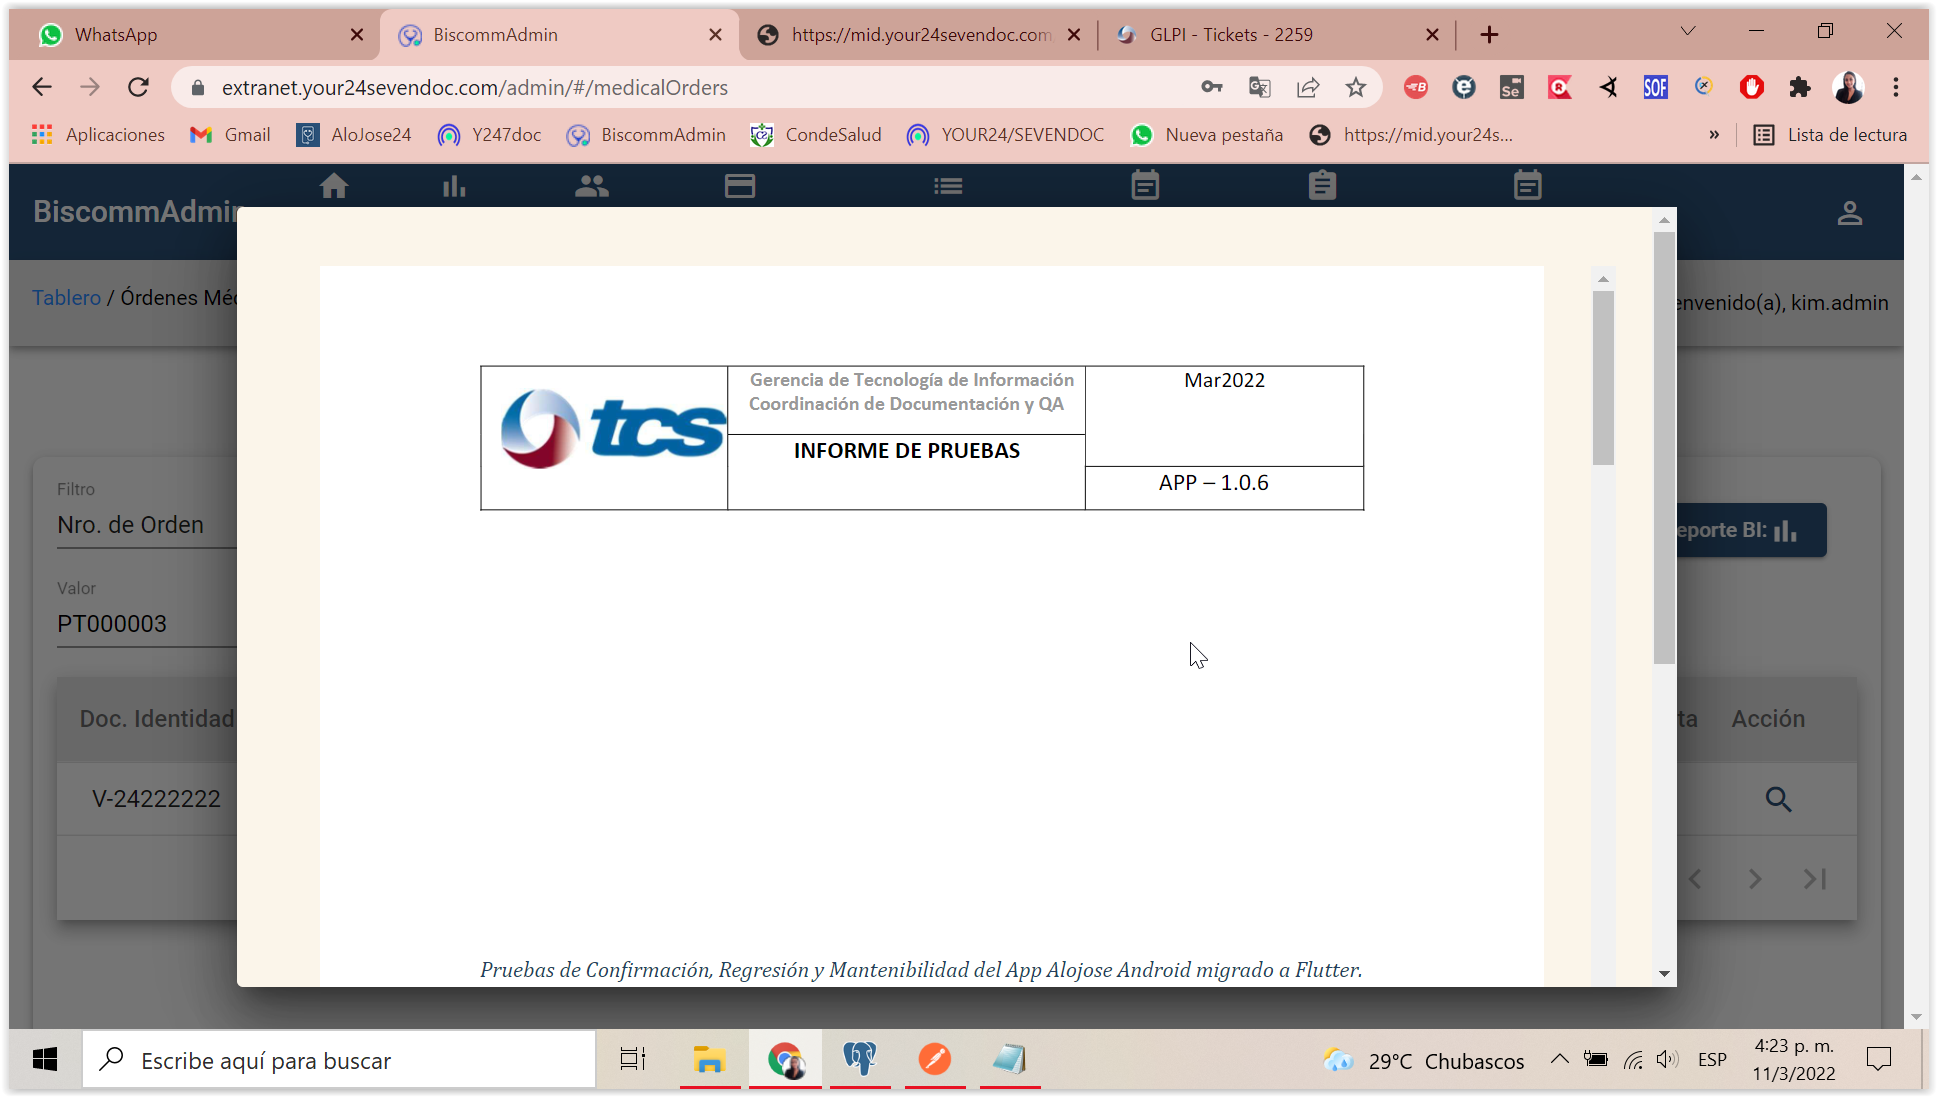 WhatsApp
BiscommAdmin
https://mid.your24sevendoc.com
GLPI - Tickets - 2259
extranet.your24sevendoc.com/admin/#/medicalOrders
Aplicaciones
Gmail
AloJose24
Y247doc
BiscommAdmin
CondeSalud
YOUR24/SEVENDOC
Nueva pestaña
https://mid.your24s...
»
Lista de lectura
BiscommAdmin
Tablero / Órdenes Méd
envenido(a), kim.admin
tcs
Gerencia de Tecnología de Información
Coordinación de Documentación y QA
INFORME DE PRUEBAS
Mar2022
APP – 1.0.6
Filtro
Nro. de Orden
Valor
PT000003
eporte BI:
Doc. Identidad
ta
Acción
V-24222222
Pruebas de Confirmación, Regresión y Mantenibilidad del App Alojose Android migrado a Flutter.
Escribe aquí para buscar
29°C Chubascos
ESP
4:23 p. m.
11/3/2022
Se
SOF